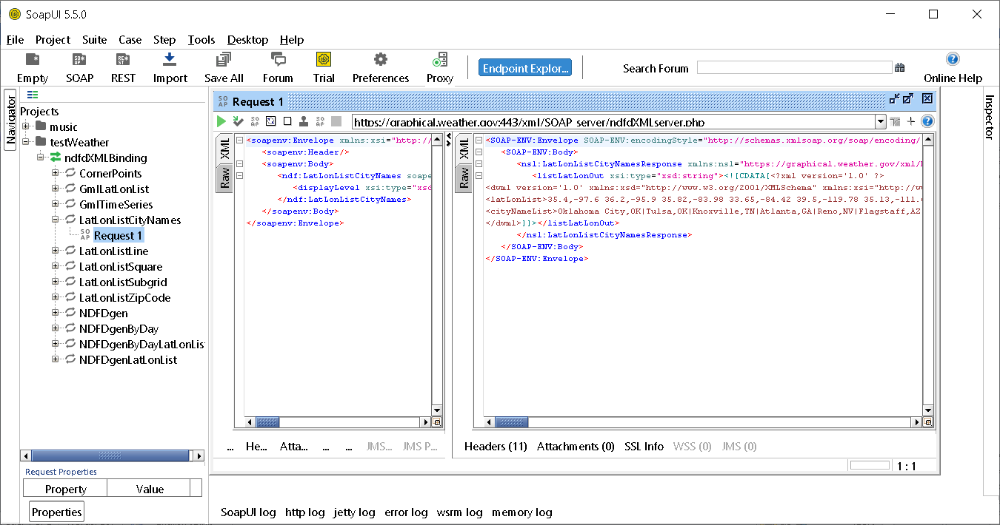 SoapUI 5.5.0
File Project Suite Case Step Tools Desktop Help
Empty SOAP REST Import Save All Forum Trial Preferences Proxy Endpoint Explor... Search Forum Online Help
Navigator
Projects
music
testWeather
ndfdXMLBinding
CornerPoints
GmlLatLonList
GmlTimeSeries
LatLonListCityNames
Request 1
LatLonListLine
LatLonListSquare
LatLonListSubgrid
LatLonListZipCode
NDFDgen
NDFDgenByDay
NDFDgenByDayLatLonLis
NDFDgenLatLonList
Request Properties
Property Value
Properties
Request 1
https://graphical.weather.gov:443/xml/SOAP_server/ndfdXMLserver.php
XML
Raw
<soapenv:Envelope xmlns:xsi="http:/
<soapenv:Header/>
<soapenv:Body>
<ndf:LatLonListCityNames soape
<displayLevel xsi:type="xsd
</ndf:LatLonListCityNames>
</soapenv:Body>
</soapenv:Envelope>
... He... Atta... ... ... JMS... JMS P...
XML
Raw
<SOAP-ENV:Envelope SOAP-ENV:encodingStyle="http://schemas.xmlsoap.org/soap/encoding/
<SOAP-ENV:Body>
<nsl:LatLonListCityNamesResponse xmlns:nsl="https://graphical.weather.gov/xml/
<listLatLonOut xsi:type="xsd:string"><![CDATA[<?xml version='1.0' ?>
<dwml version='1.0' xmlns:xsd="http://www.w3.org/2001/XMLSchema" xmlns:xsi="http://w
<latLonList>35.4,-97.6 36.2,-95.9 35.82,-83.98 33.65,-84.42 39.5,-119.78 35.13,-111.
<cityNameList>Oklahoma City,OK|Tulsa,OK|Knoxville,TN|Atlanta,GA|Reno,NV|Flagstaff,AZ
</dwml>]]></listLatLonOut>
</nsl:LatLonListCityNamesResponse>
</SOAP-ENV:Body>
</SOAP-ENV:Envelope>
Headers (11) Attachments (0) SSL Info WSS (0) JMS (0)
1 : 1
Inspector
SoapUI log http log jetty log error log wsrm log memory log